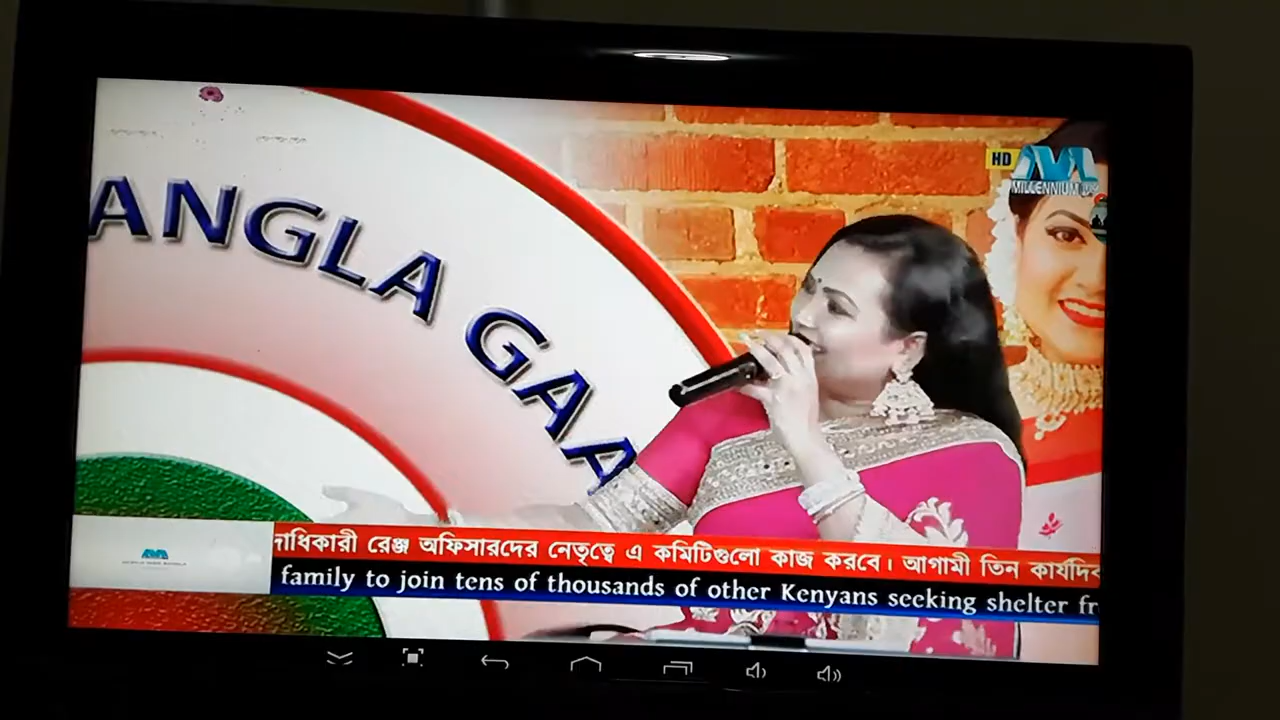 ANGLA GAA
HD
MILLENNIUM
দাধিকারী রেঞ্জ অফিসারদের নেতৃত্বে এ কমিটিগুলো কাজ করবে। আগামী তিন কার্যদিব
family to join tens of thousands of other Kenyans seeking shelter fr